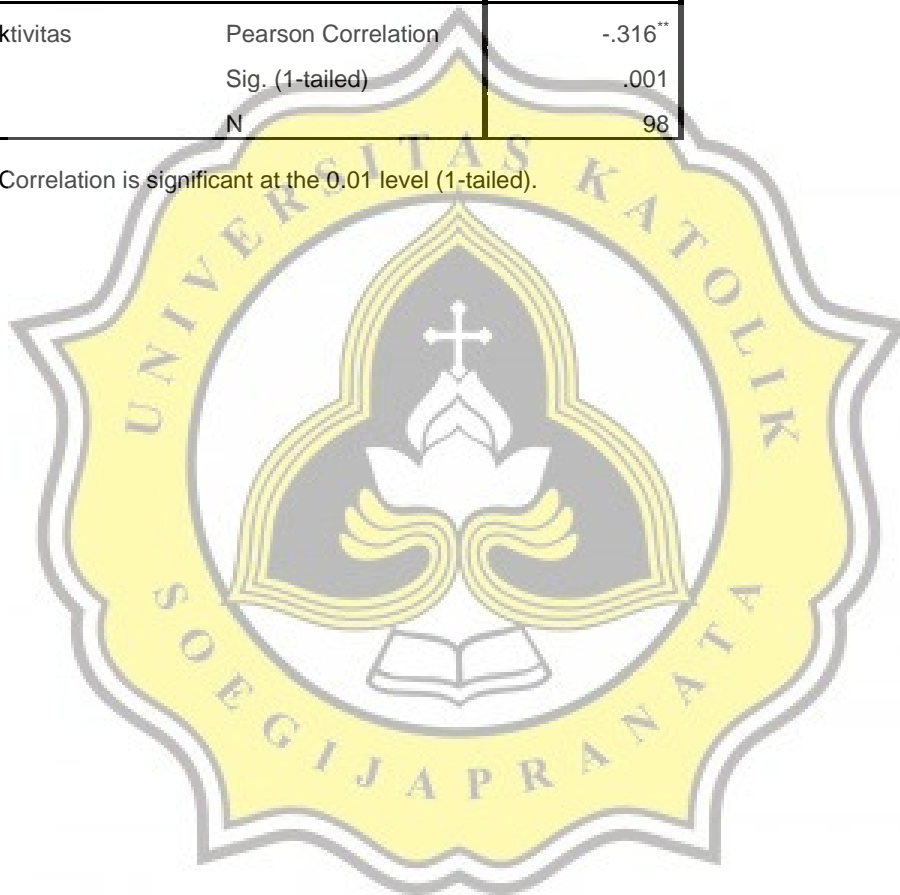 ktivitas Pearson Correlation -.316**
Sig. (1-tailed) .001
N 98
Correlation is significant at the 0.01 level (1-tailed).
UNIVERSITAS KATOLIK
SOEGIJAPRANATA